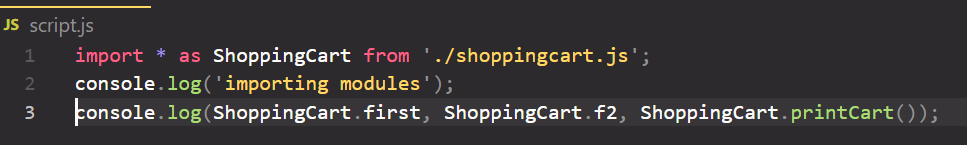 JS script.js
1 import * as ShoppingCart from './shoppingcart.js';
2 console.log('importing modules');
3 console.log(ShoppingCart.first, ShoppingCart.f2, ShoppingCart.printCart());